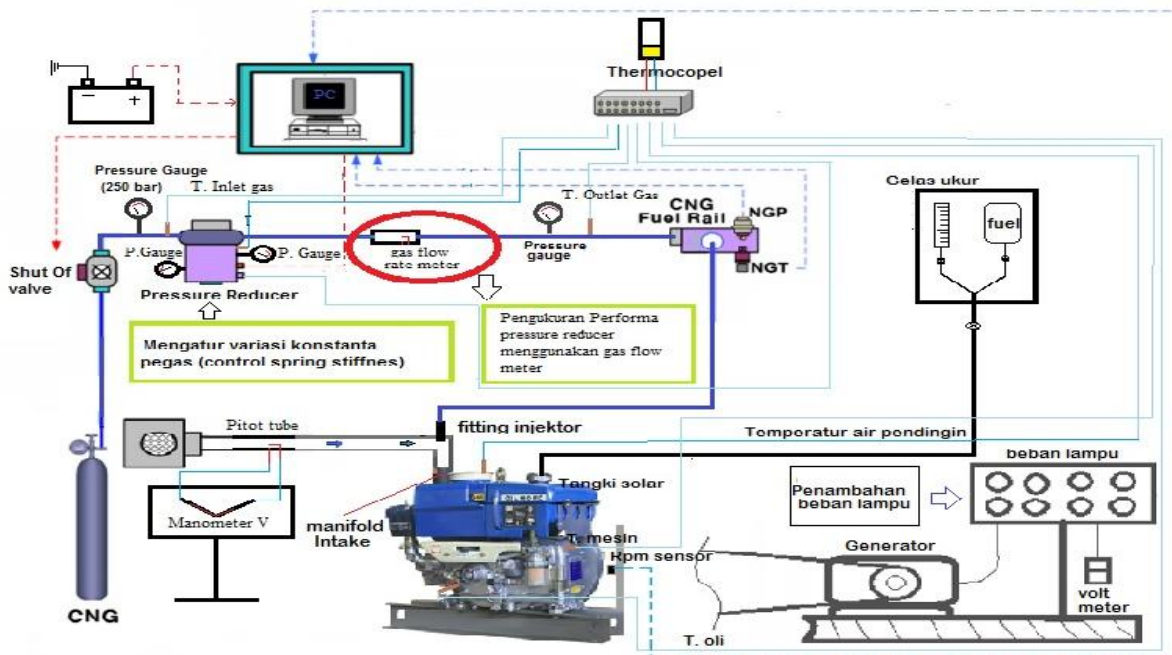 Thermocopel
PC
− +
Pressure Gauge
(250 bar)
T. Inlet gas
T. Outlet Gas
CNG
Fuel Rail
NGP
NGT
Gelas ukur
fuel
P.Gauge
P. Gauge
gas flow
rate meter
Pressure
gauge
Shut Of
valve
Pressure Reducer
Mengatur variasi konstanta
pegas (control spring stiffnes)
Pengukuran Performa
pressure reducer
menggunakan gas flow
meter
Pitot tube
fitting injektor
Temperatur air pendingin
beban lampu
Tangki solar
Penambahan
beban lampu
Manometer V
manifold
Intake
T. mesin
Rpm sensor
Generator
volt
meter
CNG
T. oli